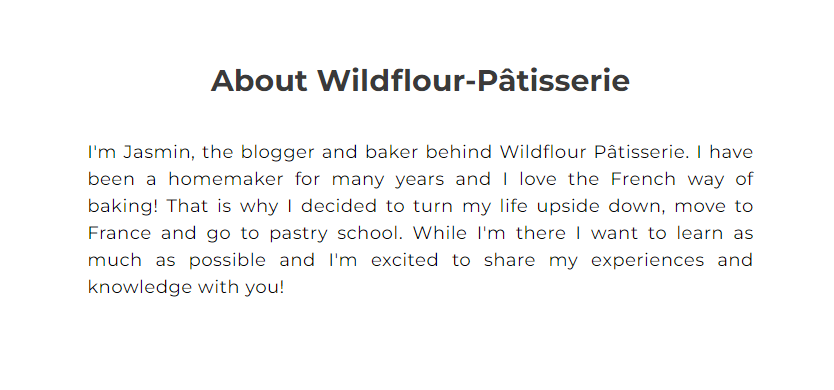 About Wildflour-Pâtisserie
I'm Jasmin, the blogger and baker behind Wildflour Pâtisserie. I have
been a homemaker for many years and I love the French way of
baking! That is why I decided to turn my life upside down, move to
France and go to pastry school. While I'm there I want to learn as
much as possible and I'm excited to share my experiences and
knowledge with you!